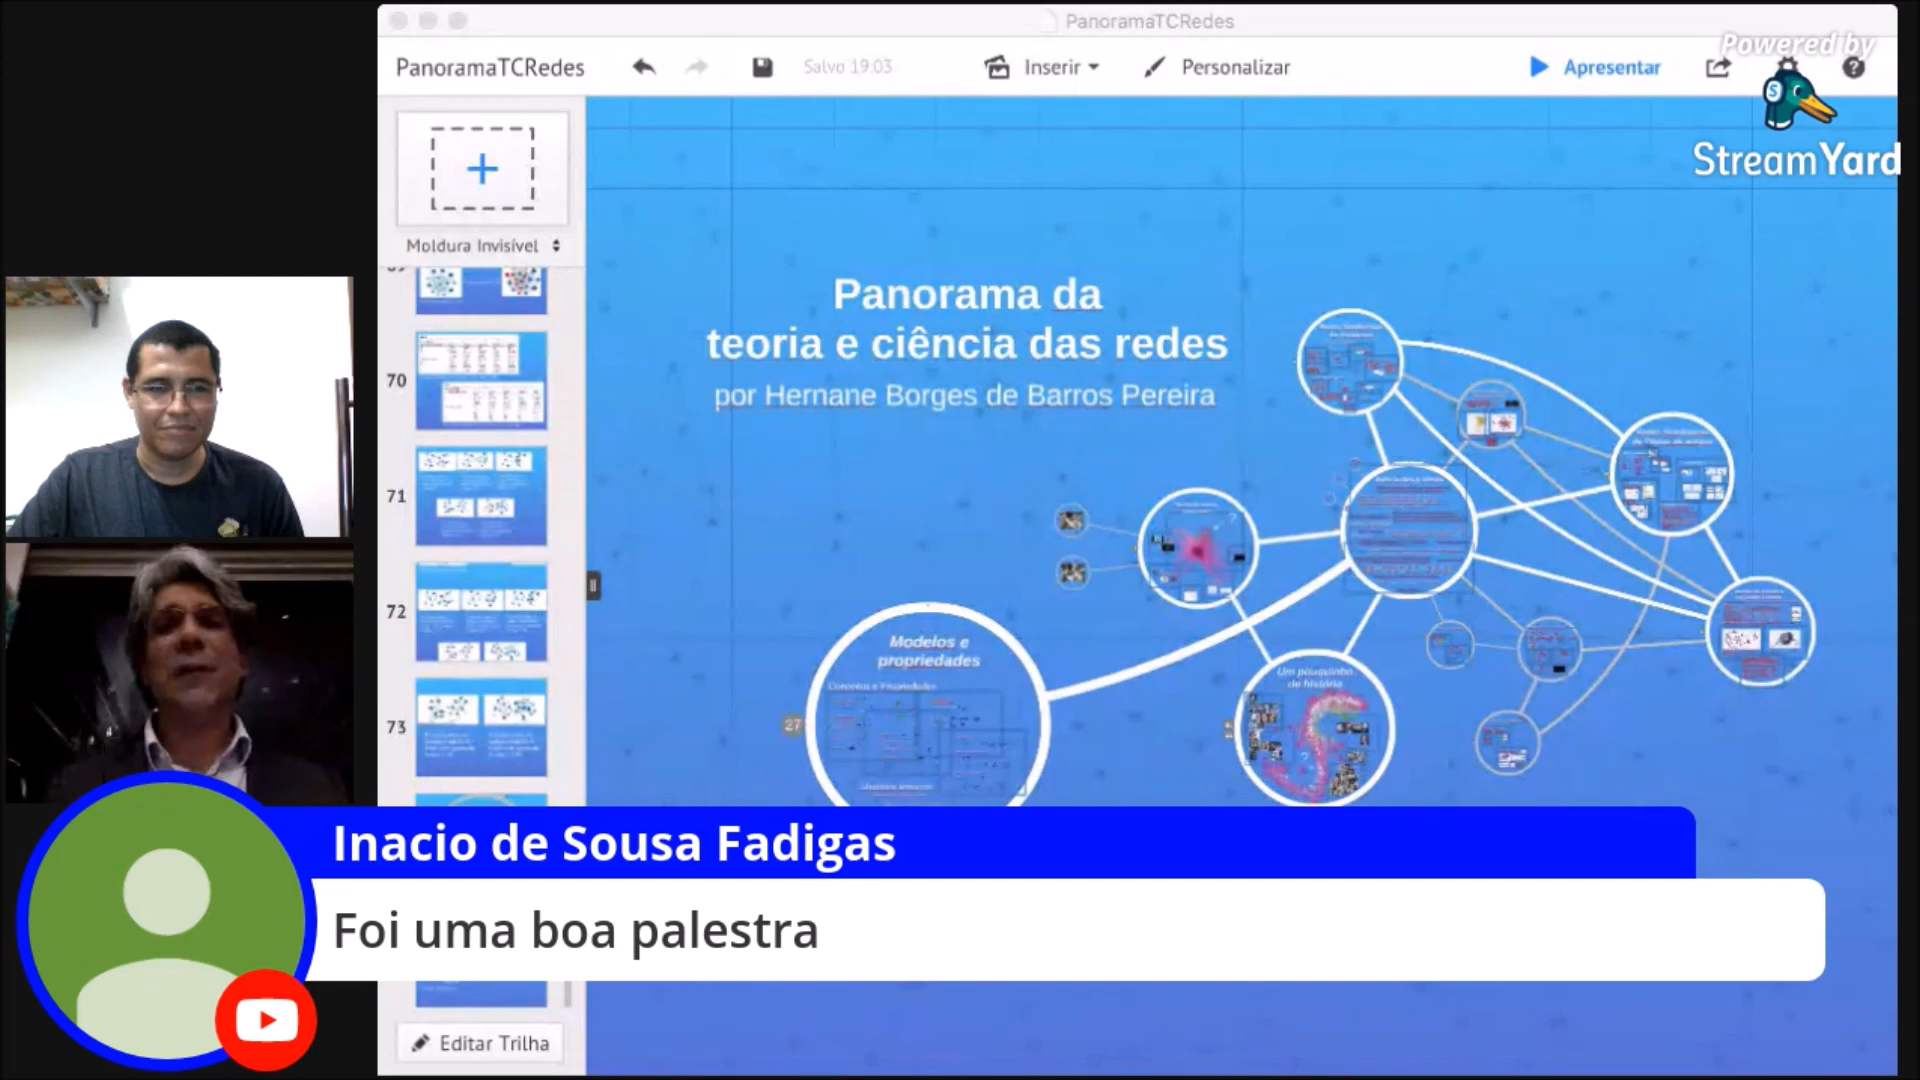 PanoramaTCRedes
PanoramaTCRedes
Salvo 19:03
Inserir
Personalizar
Apresentar
Powered by
StreamYard
Moldura Invisível
70
71
72
73
Editar Trilha
Panorama da
teoria e ciência das redes
por Hernane Borges de Barros Pereira
Modelos e
propriedades
Conceitos e Propriedades
27
Um pouquinho
de história
Inacio de Sousa Fadigas
Foi uma boa palestra